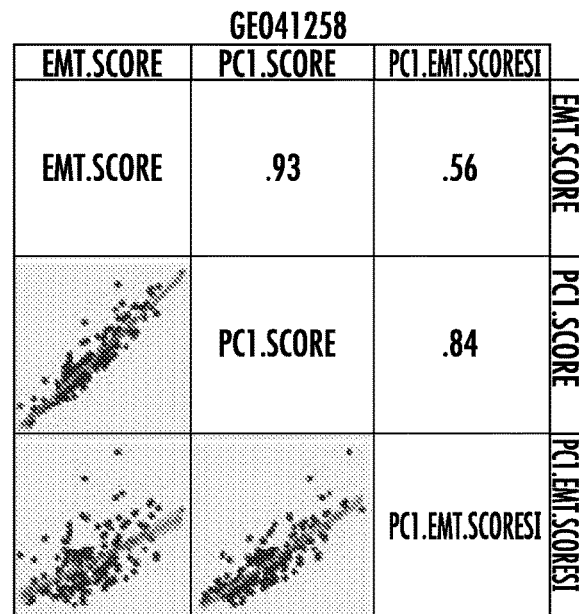 GEO41258
EMT.SCORE PC1.SCORE PC1.EMT.SCORESI
EMT.SCORE .93 .56 EMT.SCORE
PC1.SCORE .84 PC1.SCORE
PC1.EMT.SCORESI PC1.EMT.SCORESI